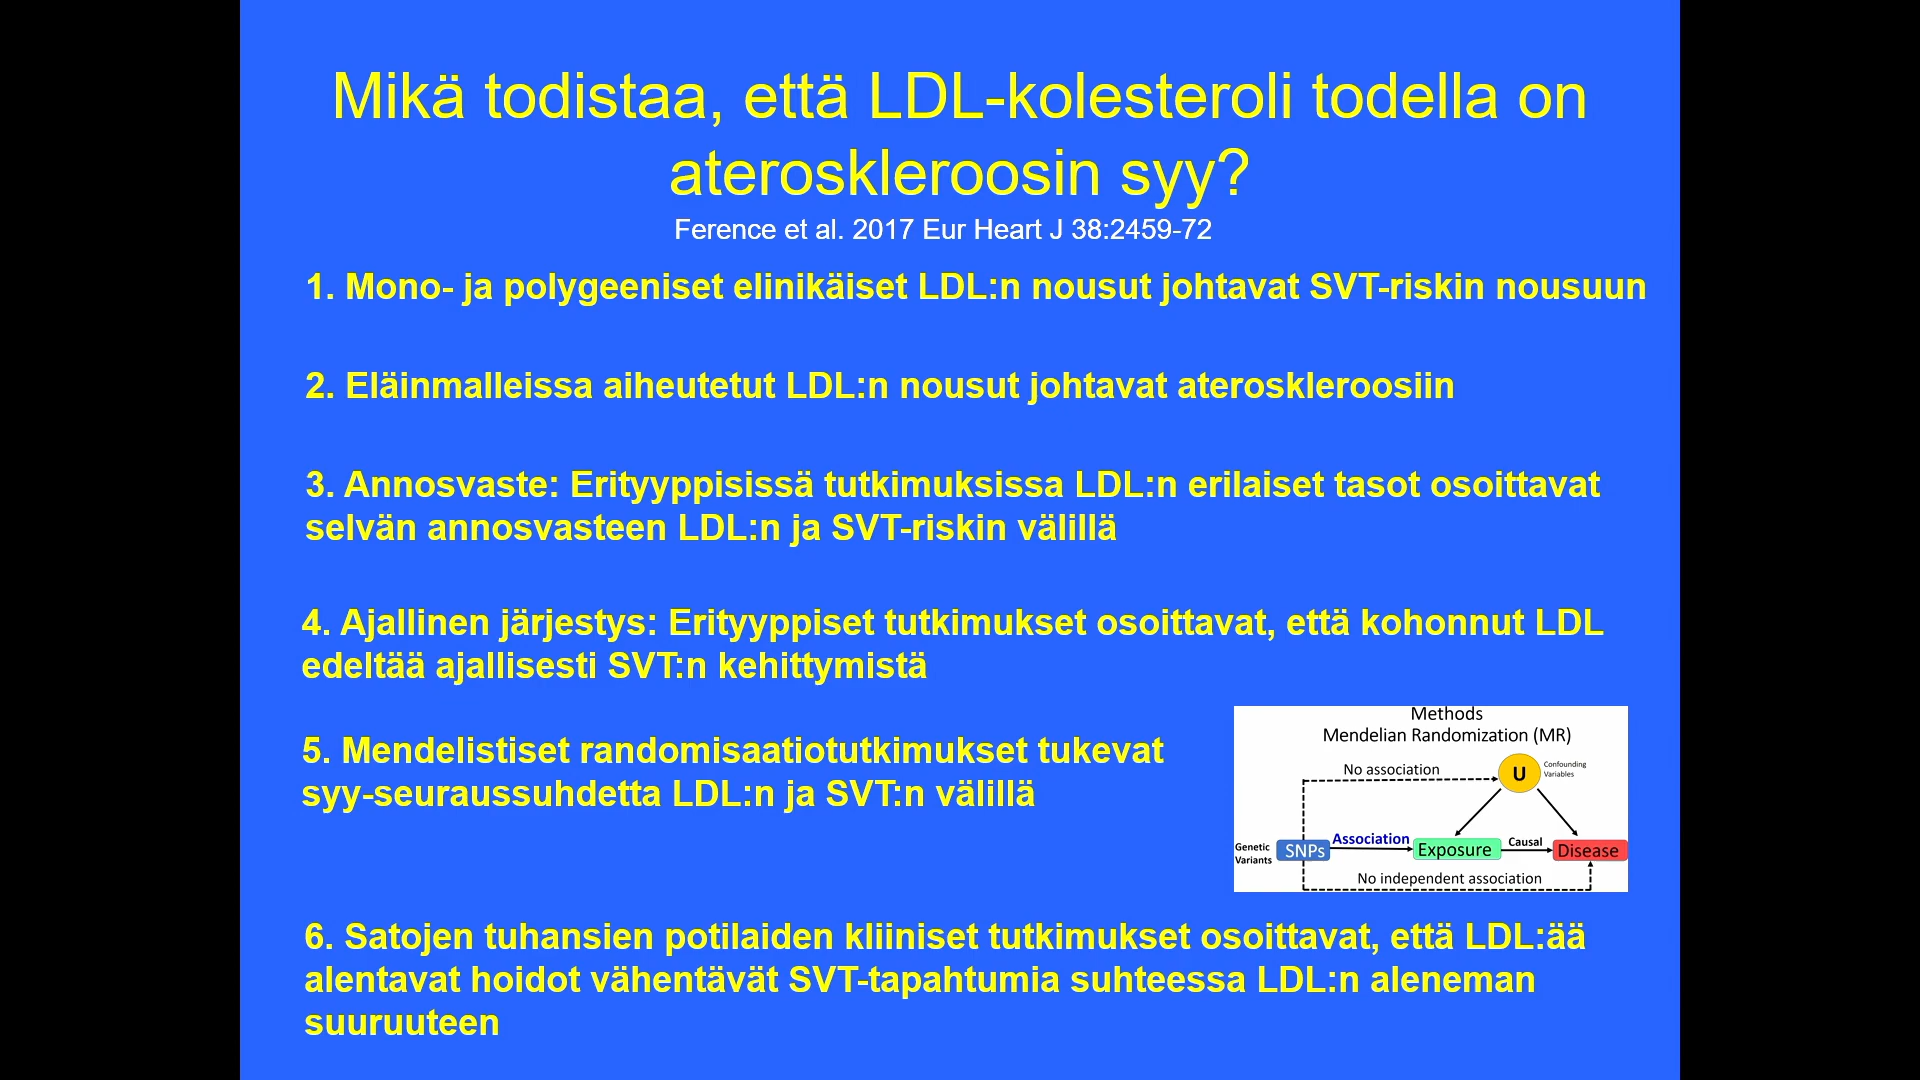 Mikä todistaa, että LDL-kolesteroli todella on
ateroskleroosin syy?
Ference et al. 2017 Eur Heart J 38:2459-72
1. Mono- ja polygeeniset elinikäiset LDL:n nousut johtavat SVT-riskin nousuun
2. Eläinmalleissa aiheutetut LDL:n nousut johtavat ateroskleroosiin
3. Annosvaste: Erityyppisissä tutkimuksissa LDL:n erilaiset tasot osoittavat
selvän annosvasteen LDL:n ja SVT-riskin välillä
4. Ajallinen järjestys: Erityyppiset tutkimukset osoittavat, että kohonnut LDL
edeltää ajallisesti SVT:n kehittymistä
5. Mendelistiset randomisaatiotutkimukset tukevat
syy-seuraussuhdetta LDL:n ja SVT:n välillä
Methods
Mendelian Randomization (MR)
No association
U
Confounding
Variables
Genetic
Variants
SNPs
Association
Exposure
Causal
Disease
No independent association
6. Satojen tuhansien potilaiden kliiniset tutkimukset osoittavat, että LDL:ää
alentavat hoidot vähentävät SVT-tapahtumia suhteessa LDL:n aleneman
suuruuteen